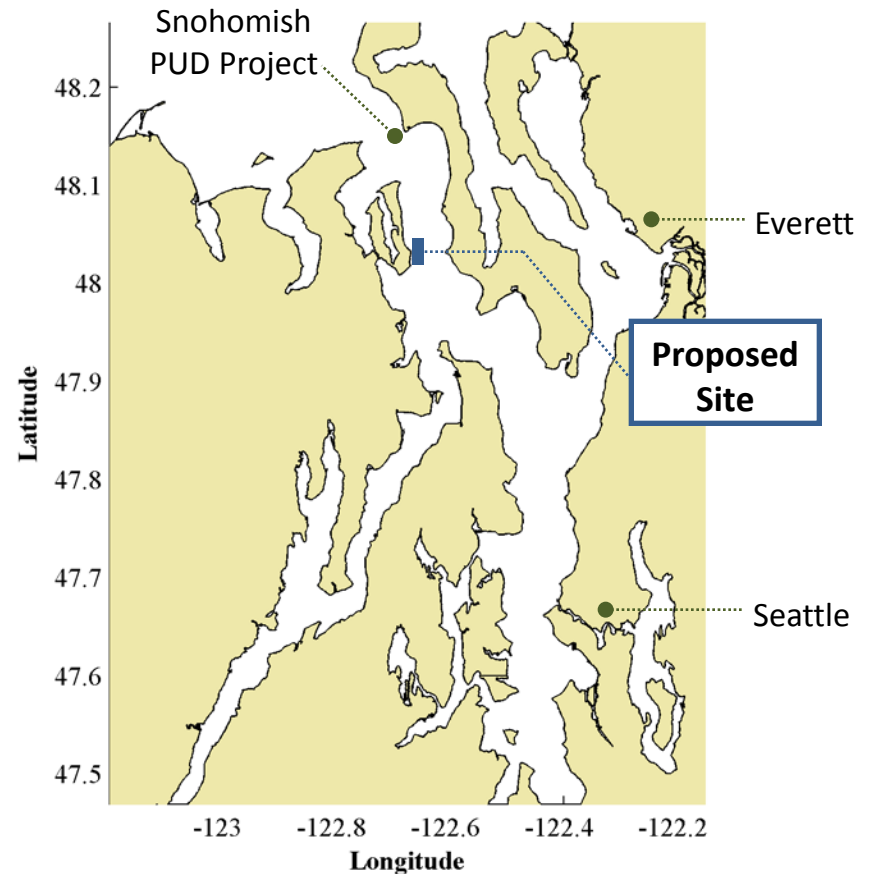 Snohomish
PUD Project
48.2
48.1
Everett
48
Proposed
Site
47.9
Latitude
47.8
47.7
Seattle
47.6
47.5
-123
-122.8
-122.6
-122.4
-122.2
Longitude